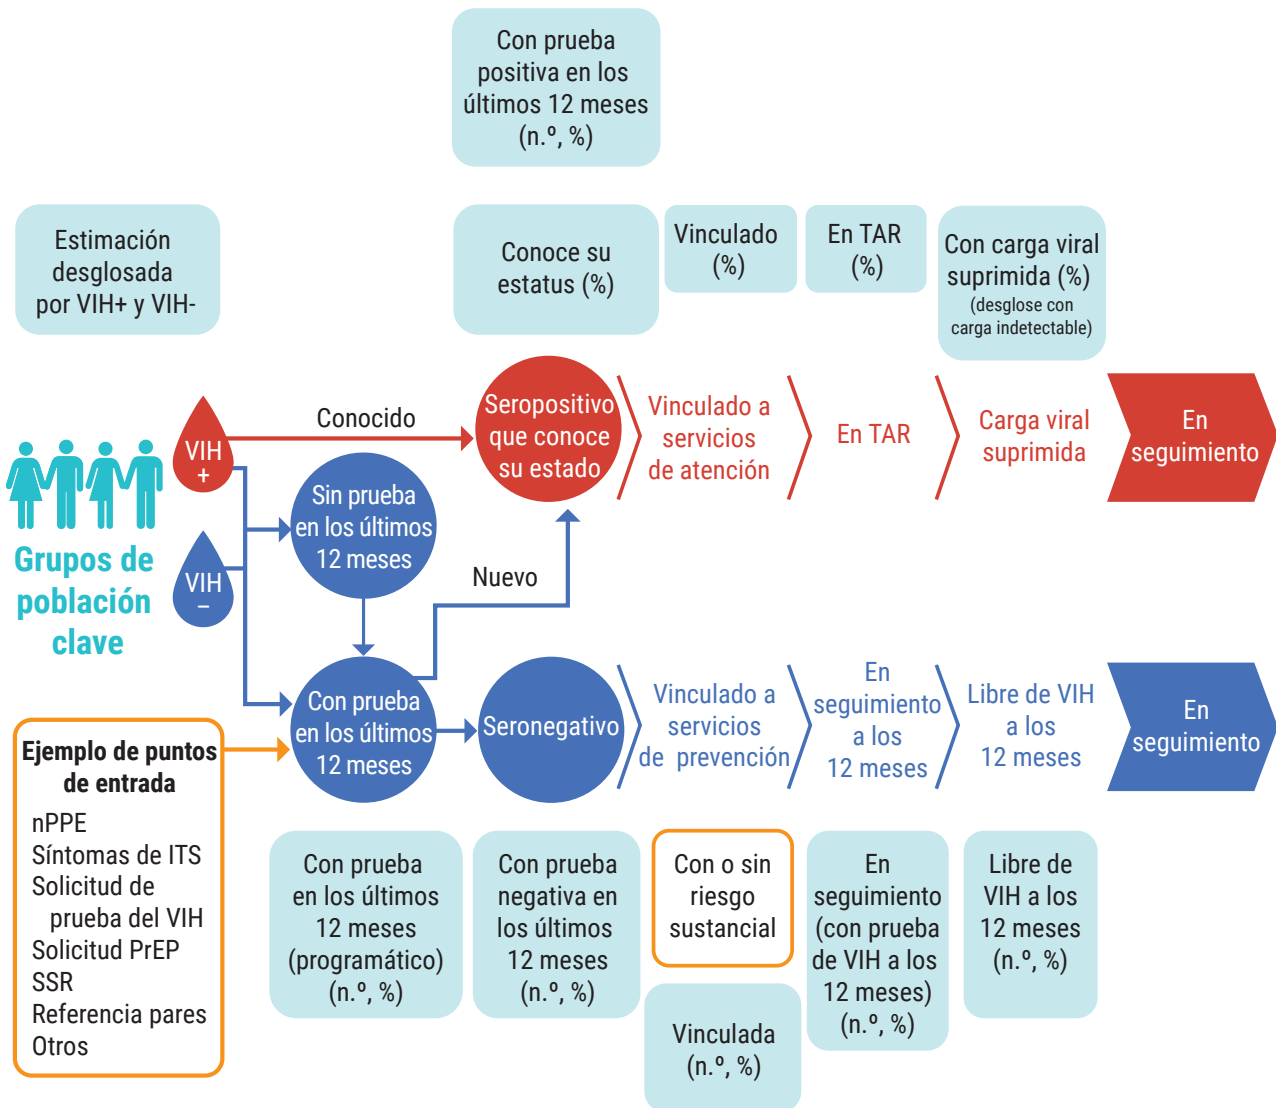 Con prueba
positiva en los
últimos 12 meses
(n.º, %)
Estimación
desglosada
por VIH+ y VIH-
Conoce su
estatus (%)
Vinculado
(%)
En TAR
(%)
Con carga viral
suprimida (%)
(desglose con
carga indetectable)
VIH
+
Conocido
Seropositivo
que conoce
su estado
Vinculado a
servicios
de atención
En TAR
Carga viral
suprimida
En
seguimiento
Sin prueba
en los últimos
12 meses
VIH
–
Grupos de
población
clave
Nuevo
Con prueba
en los últimos
12 meses
Seronegativo
Vinculado a
servicios
de prevención
En
seguimiento
a los
12 meses
Libre de VIH
a los
12 meses
En
seguimiento
Ejemplo de puntos
de entrada
nPPE
Síntomas de ITS
Solicitud de
prueba del VIH
Solicitud PrEP
SSR
Referencia pares
Otros
Con prueba
en los últimos
12 meses
(programático)
(n.º, %)
Con prueba
negativa en
los últimos
12 meses
(n.º, %)
Con o sin
riesgo
sustancial
Vinculada
(n.º, %)
En
seguimiento
(con prueba
de VIH a los
12 meses)
(n.º, %)
Libre de
VIH a los
12 meses
(n.º, %)